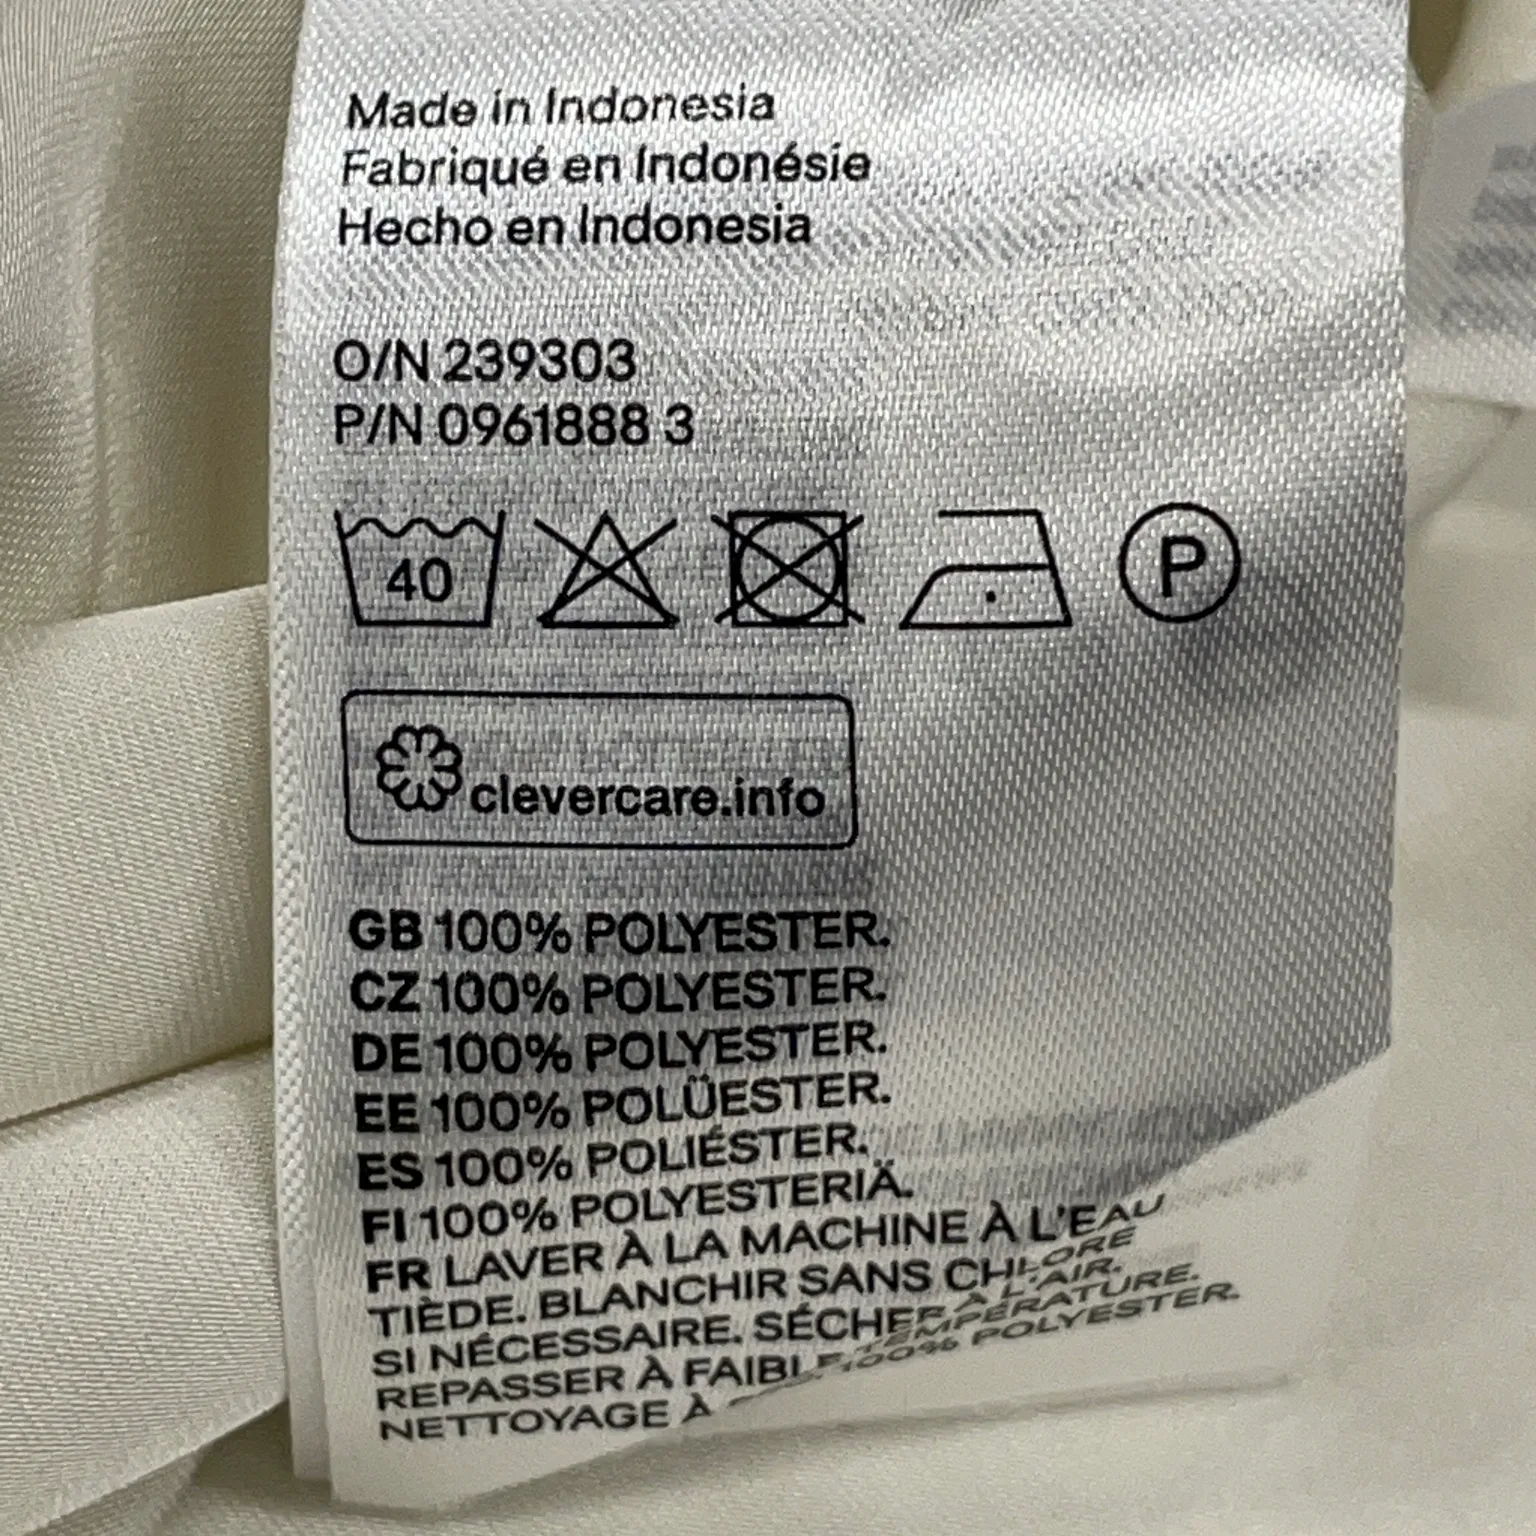 Made in Indonesia
Fabriqué en Indonésie
Hecho en Indonesia
O/N 239303
P/N 0961888 3
40
P
clevercare.info
GB 100% POLYESTER.
CZ 100% POLYESTER.
DE 100% POLYESTER.
EE 100% POLÜESTER.
ES 100% POLIÉSTER.
FI 100% POLYESTERIÄ.
FR LAVER À LA MACHINE À L'EAU
TIÈDE. BLANCHIR SANS CHLORE
SI NÉCESSAIRE. SÉCHER À L'AIR.
REPASSER À FAIBLE TEMPÉRATURE.
NETTOYAGE À 100% POLYESTER.